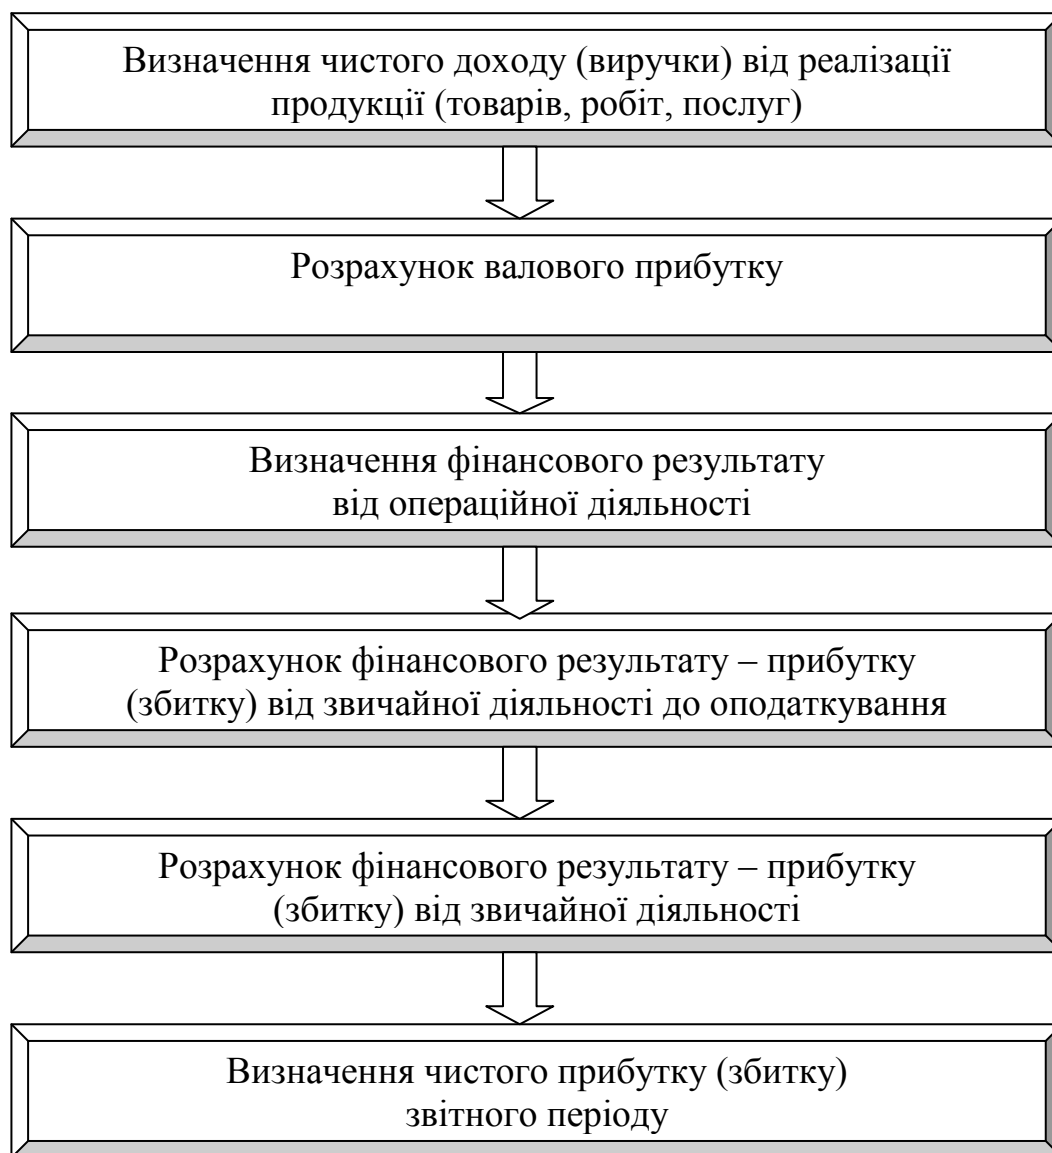 Визначення чистого доходу (виручки) від реалізації
продукції (товарів, робіт, послуг)
Розрахунок валового прибутку
Визначення фінансового результату
від операційної діяльності
Розрахунок фінансового результату – прибутку
(збитку) від звичайної діяльності до оподаткування
Розрахунок фінансового результату – прибутку
(збитку) від звичайної діяльності
Визначення чистого прибутку (збитку)
звітного періоду